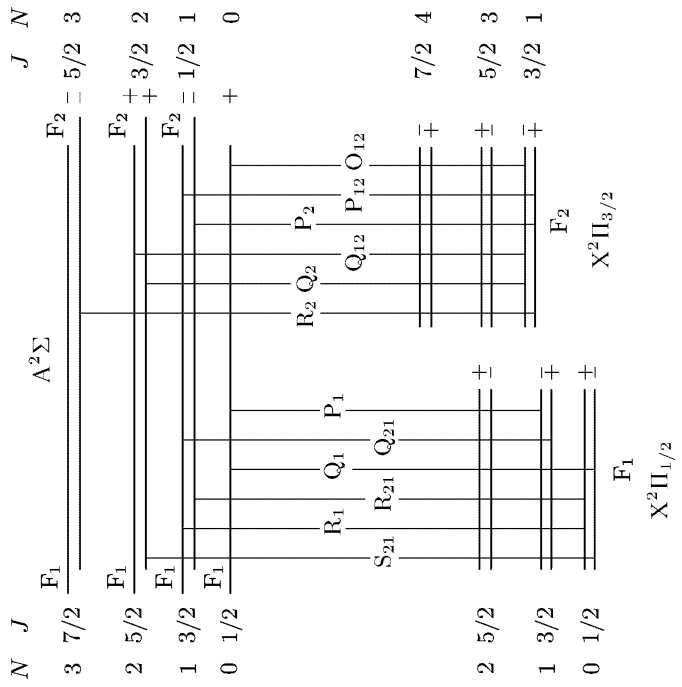 N J J N
A²Σ
3 7/2 F₁ F₂ − − 5/2 3
2 5/2 F₁ F₂ + + 3/2 2
1 3/2 F₁ F₂ − − 1/2 1
0 1/2 F₁ + 0
R₂ Q₂ P₂
R₁ Q₁ P₁
Q₁₂ P₁₂ O₁₂
S₂₁ R₂₁ Q₂₁
− + 7/2 4
2 5/2 + − + − 5/2 3
− + 3/2 1
1 3/2 − +
F₂
0 1/2 + −
X²Π₃/₂
F₁
X²Π₁/₂